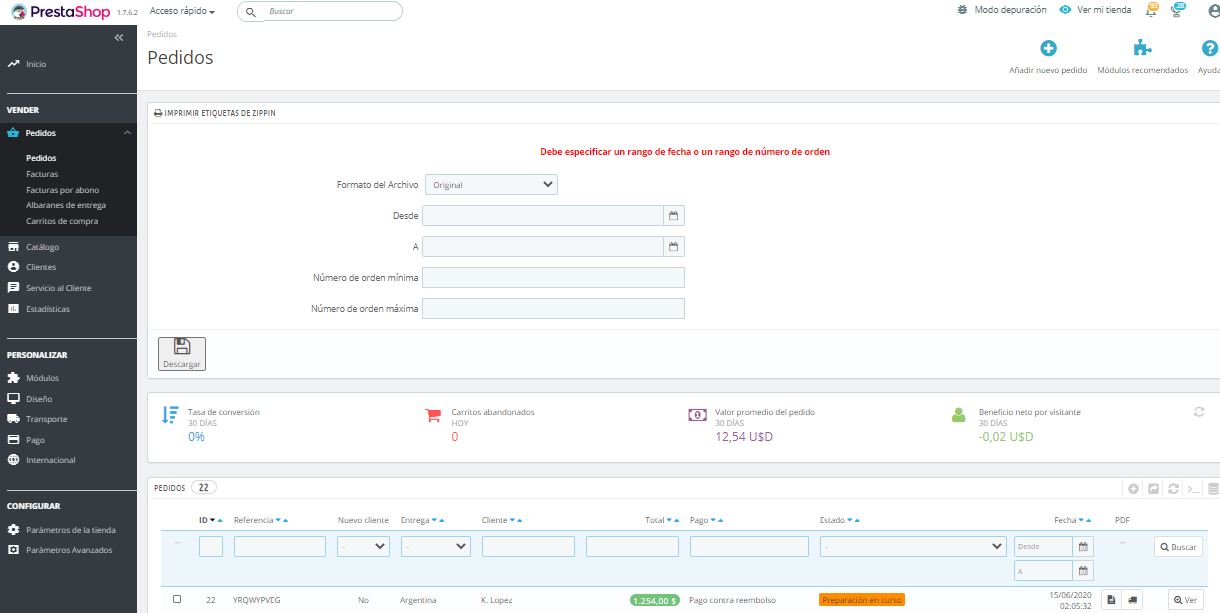 PrestaShop 1.7.6.2 Acceso rápido Buscar Modo depuración Ver mi tienda 28
Inicio
VENDER
Pedidos
Pedidos
Facturas
Facturas por abono
Albaranes de entrega
Carritos de compra
Catálogo
Clientes
Servicio al Cliente
Estadísticas
PERSONALIZAR
Módulos
Diseño
Transporte
Pago
Internacional
CONFIGURAR
Parámetros de la tienda
Parámetros Avanzados
Pedidos
Pedidos
Añadir nuevo pedido Módulos recomendados Ayuda
IMPRIMIR ETIQUETAS DE ZIPPIN
Debe especificar un rango de fecha o un rango de número de orden
Formato del Archivo Original
Desde
A
Número de orden mínima
Número de orden máxima
Descargar
Tasa de conversión
30 DÍAS
0%
Carritos abandonados
HOY
0
Valor promedio del pedido
30 DÍAS
12,54 U$D
Beneficio neto por visitante
30 DÍAS
-0,02 U$D
PEDIDOS 22
ID Referencia Nuevo cliente Entrega Cliente Total Pago Estado Fecha PDF
-- - - - Desde -- Buscar
A
22 YRQWYPVEG No Argentina K. Lopez 1.254,00 $ Pago contra reembolso Preparación en curso 15/06/2020 Ver
02:05:32